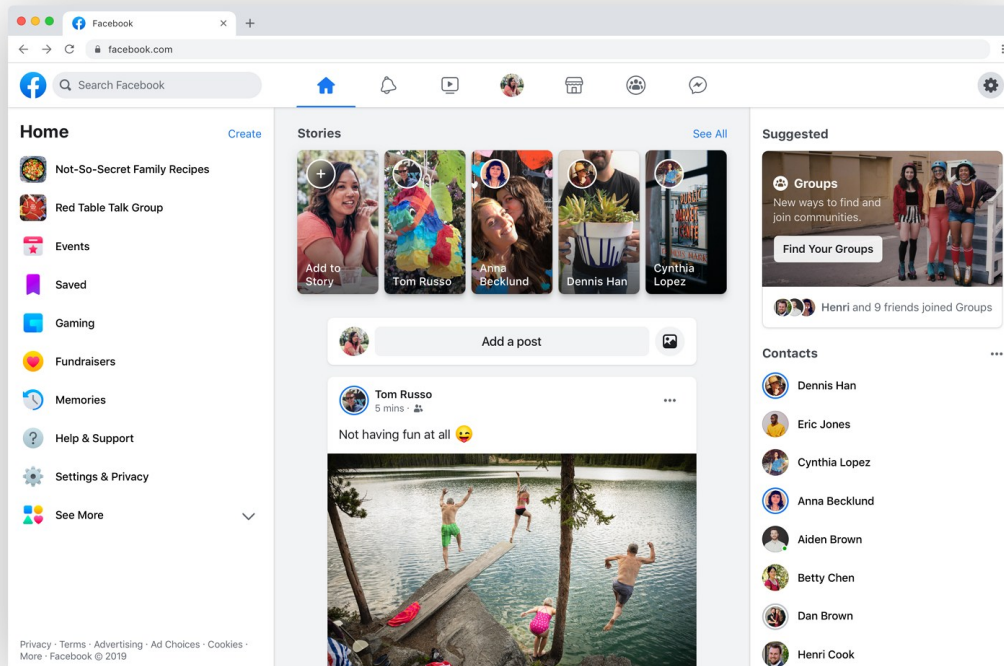 Facebook
facebook.com
Search Facebook
Home
Create
Not-So-Secret Family Recipes
Red Table Talk Group
Events
Saved
Gaming
Fundraisers
Memories
Help & Support
Settings & Privacy
See More
Privacy · Terms · Advertising · Ad Choices · Cookies ·
More · Facebook © 2019
Stories
See All
Add to
Story
Tom Russo
Anna
Becklund
Dennis Han
Cynthia
Lopez
Add a post
Tom Russo
5 mins ·
Not having fun at all 😜
Suggested
Groups
New ways to find and
join communities.
Find Your Groups
Henri and 9 friends joined Groups
Contacts
Dennis Han
Eric Jones
Cynthia Lopez
Anna Becklund
Aiden Brown
Betty Chen
Dan Brown
Henri Cook